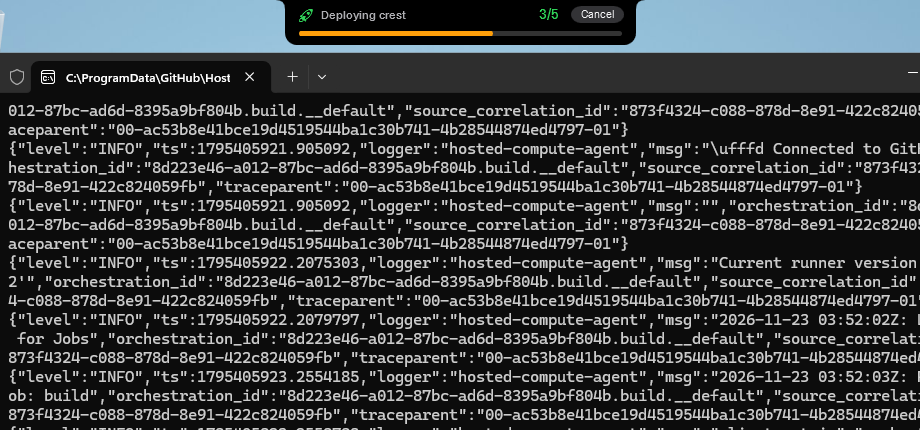 Deploying crest 3/5 Cancel
C:\ProgramData\GitHub\Host
012-87bc-ad6d-8395a9bf804b.build.__default","source_correlation_id":"873f4324-c088-878d-8e91-422c82405
aceparent":"00-ac53b8e41bce19d4519544ba1c30b741-4b28544874ed4797-01"}
{"level":"INFO","ts":1795405921.905092,"logger":"hosted-compute-agent","msg":"\ufffd Connected to GitH
hestration_id":"8d223e46-a012-87bc-ad6d-8395a9bf804b.build.__default","source_correlation_id":"873f43
78d-8e91-422c824059fb","traceparent":"00-ac53b8e41bce19d4519544ba1c30b741-4b28544874ed4797-01"}
{"level":"INFO","ts":1795405921.905092,"logger":"hosted-compute-agent","msg":"","orchestration_id":"8d
012-87bc-ad6d-8395a9bf804b.build.__default","source_correlation_id":"873f4324-c088-878d-8e91-422c82405
aceparent":"00-ac53b8e41bce19d4519544ba1c30b741-4b28544874ed4797-01"}
{"level":"INFO","ts":1795405922.2075303,"logger":"hosted-compute-agent","msg":"Current runner version
2'","orchestration_id":"8d223e46-a012-87bc-ad6d-8395a9bf804b.build.__default","source_correlation_id"
4-c088-878d-8e91-422c824059fb","traceparent":"00-ac53b8e41bce19d4519544ba1c30b741-4b28544874ed4797-01"
{"level":"INFO","ts":1795405922.2079797,"logger":"hosted-compute-agent","msg":"2026-11-23 03:52:02Z:
for Jobs","orchestration_id":"8d223e46-a012-87bc-ad6d-8395a9bf804b.build.__default","source_correlati
873f4324-c088-878d-8e91-422c824059fb","traceparent":"00-ac53b8e41bce19d4519544ba1c30b741-4b28544874ed4
{"level":"INFO","ts":1795405923.2554185,"logger":"hosted-compute-agent","msg":"2026-11-23 03:52:03Z:
ob: build","orchestration_id":"8d223e46-a012-87bc-ad6d-8395a9bf804b.build.__default","source_correlat
873f4324-c088-878d-8e91-422c824059fb","traceparent":"00-ac53b8e41bce19d4519544ba1c30b741-4b28544874ed4